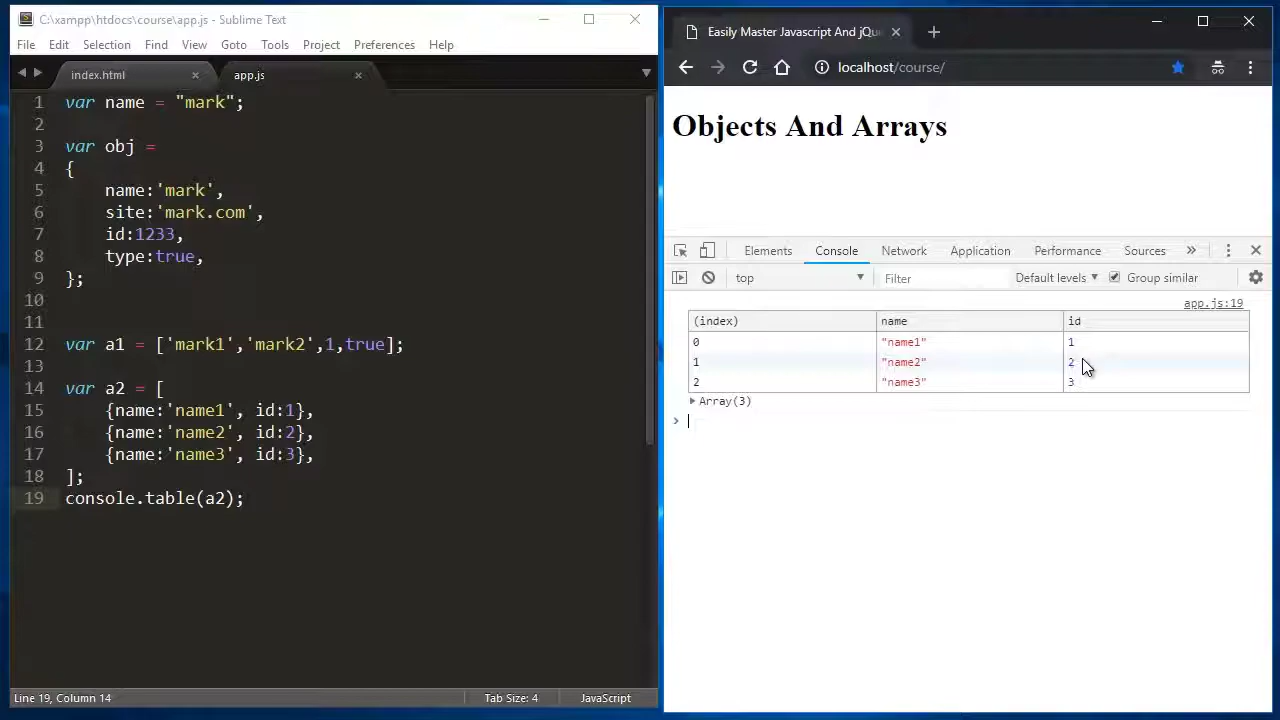 C:\xampp\htdocs\course\app.js - Sublime Text
File Edit Selection Find View Goto Tools Project Preferences Help
index.html × app.js ×
1 var name = "mark";
2
3 var obj =
4 {
5 name:'mark',
6 site:'mark.com',
7 id:1233,
8 type:true,
9 };
10
11
12 var a1 = ['mark1','mark2',1,true];
13
14 var a2 = [
15 {name:'name1', id:1},
16 {name:'name2', id:2},
17 {name:'name3', id:3},
18 ];
19 console.table(a2);
Line 19, Column 14 Tab Size: 4 JavaScript
Easily Master Javascript And jQu
localhost/course/
Objects And Arrays
Elements Console Network Application Performance Sources »
top Filter Default levels Group similar
app.js:19
(index) name id
0 "name1" 1
1 "name2" 2
2 "name3" 3
Array(3)